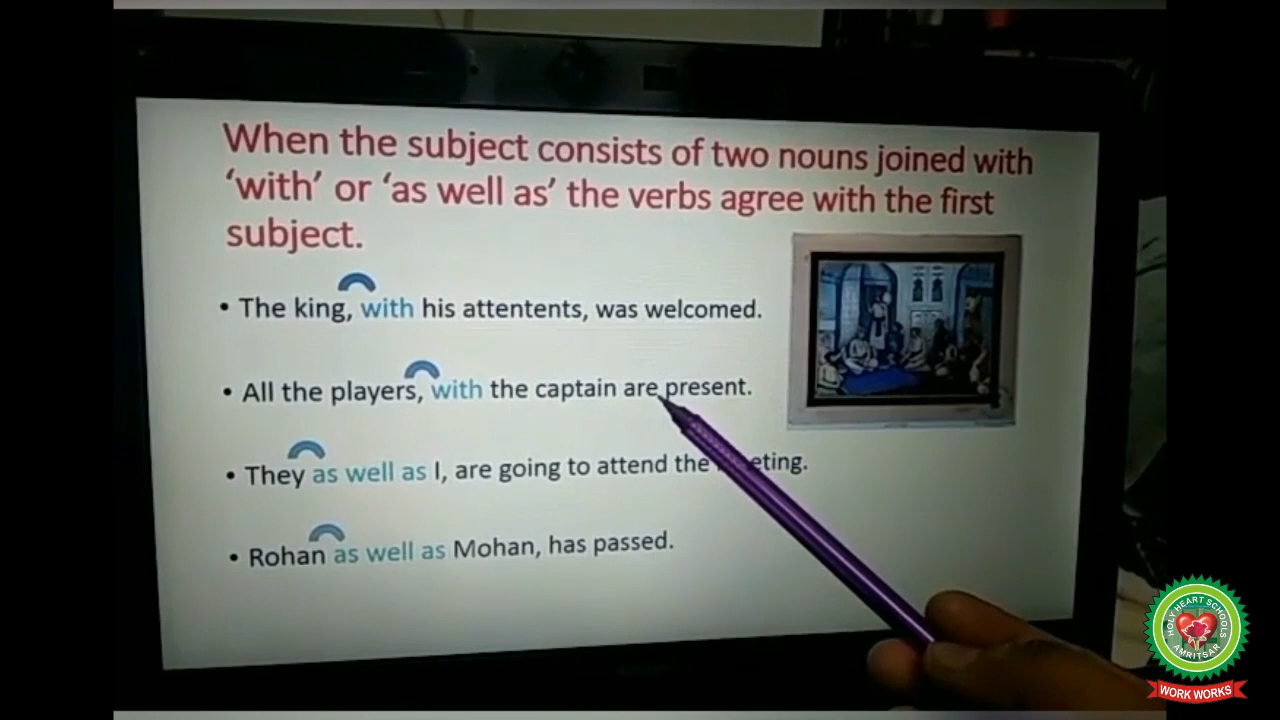 When the subject consists of two nouns joined with
‘with’ or ‘as well as’ the verbs agree with the first
subject.
• The king, with his attentents, was welcomed.
• All the players, with the captain are present.
• They as well as I, are going to attend the
• Rohan as well as Mohan, has passed.
HOLY HEART SCHOOLS
AMRITSAR
WORK WORKS